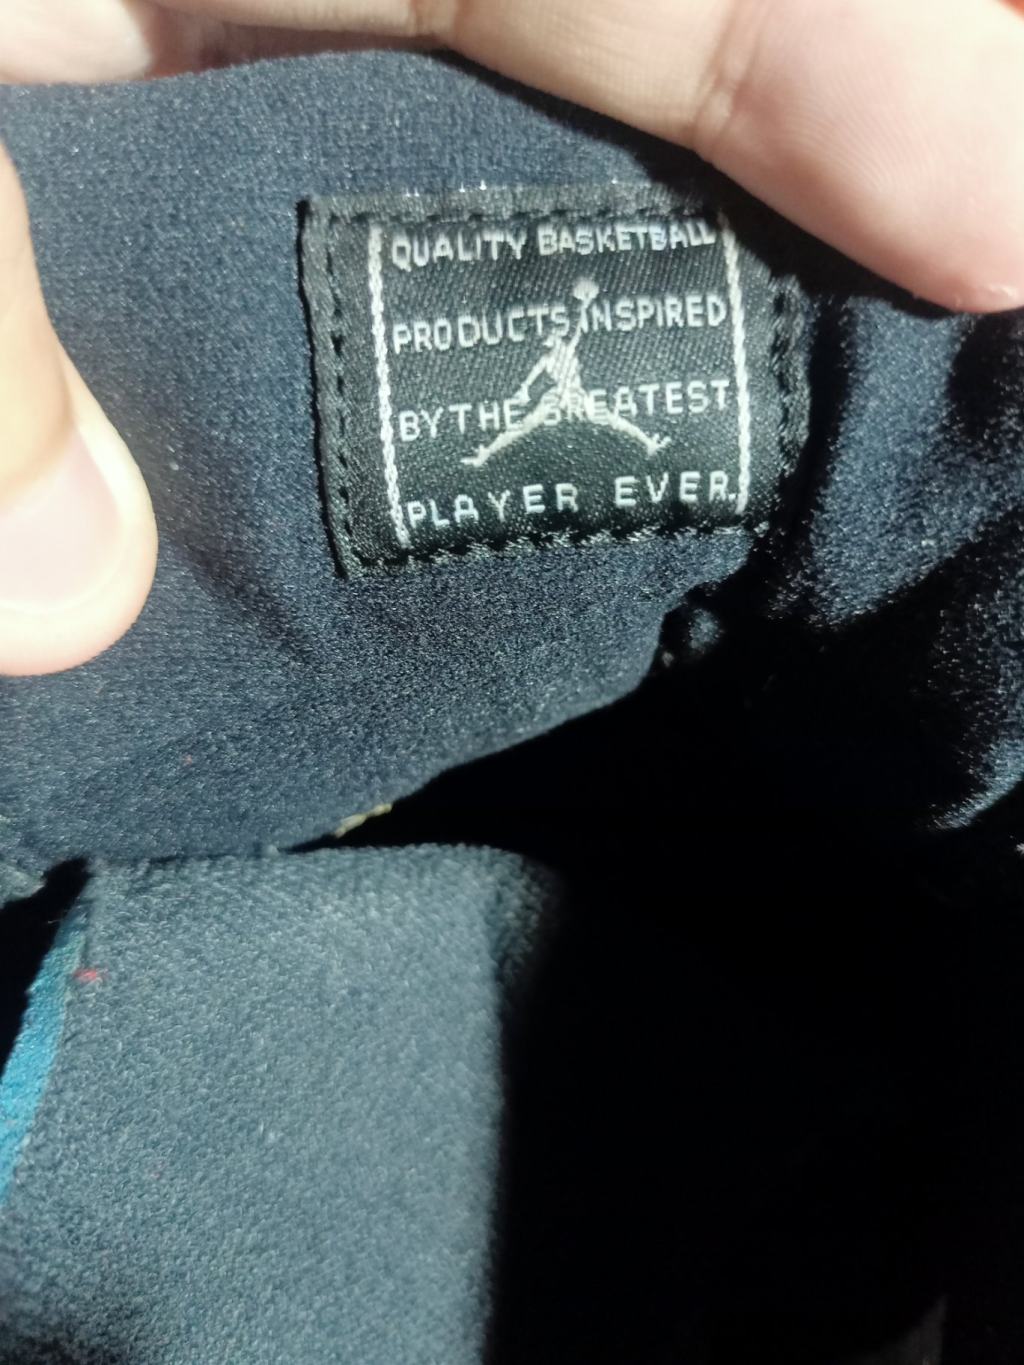 QUALITY BASKETBALL
PRODUCTS INSPIRED
BY THE GREATEST
PLAYER EVER.